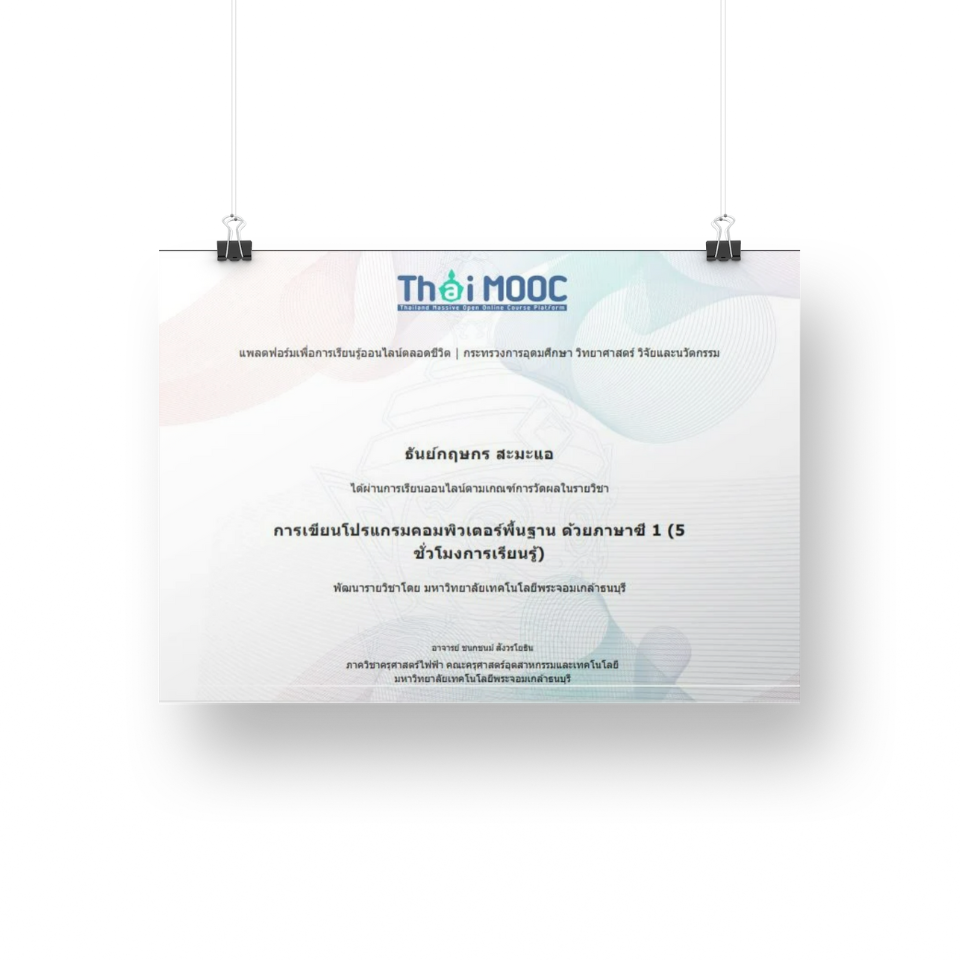 Thai MOOC
Thailand Massive Open Online Course Platform
แพลตฟอร์มเพื่อการเรียนรู้ออนไลน์ตลอดชีวิต | กระทรวงการอุดมศึกษา วิทยาศาสตร์ วิจัยและนวัตกรรม
ธันย์กฤษกร สะมะแอ
ได้ผ่านการเรียนออนไลน์ตามเกณฑ์การวัดผลในรายวิชา
การเขียนโปรแกรมคอมพิวเตอร์พื้นฐาน ด้วยภาษาซี 1 (5
ชั่วโมงการเรียนรู้)
พัฒนารายวิชาโดย มหาวิทยาลัยเทคโนโลยีพระจอมเกล้าธนบุรี
อาจารย์ ชนกชนม์ สังวรโยธิน
ภาควิชาครุศาสตร์ไฟฟ้า คณะครุศาสตร์อุตสาหกรรมและเทคโนโลยี
มหาวิทยาลัยเทคโนโลยีพระจอมเกล้าธนบุรี